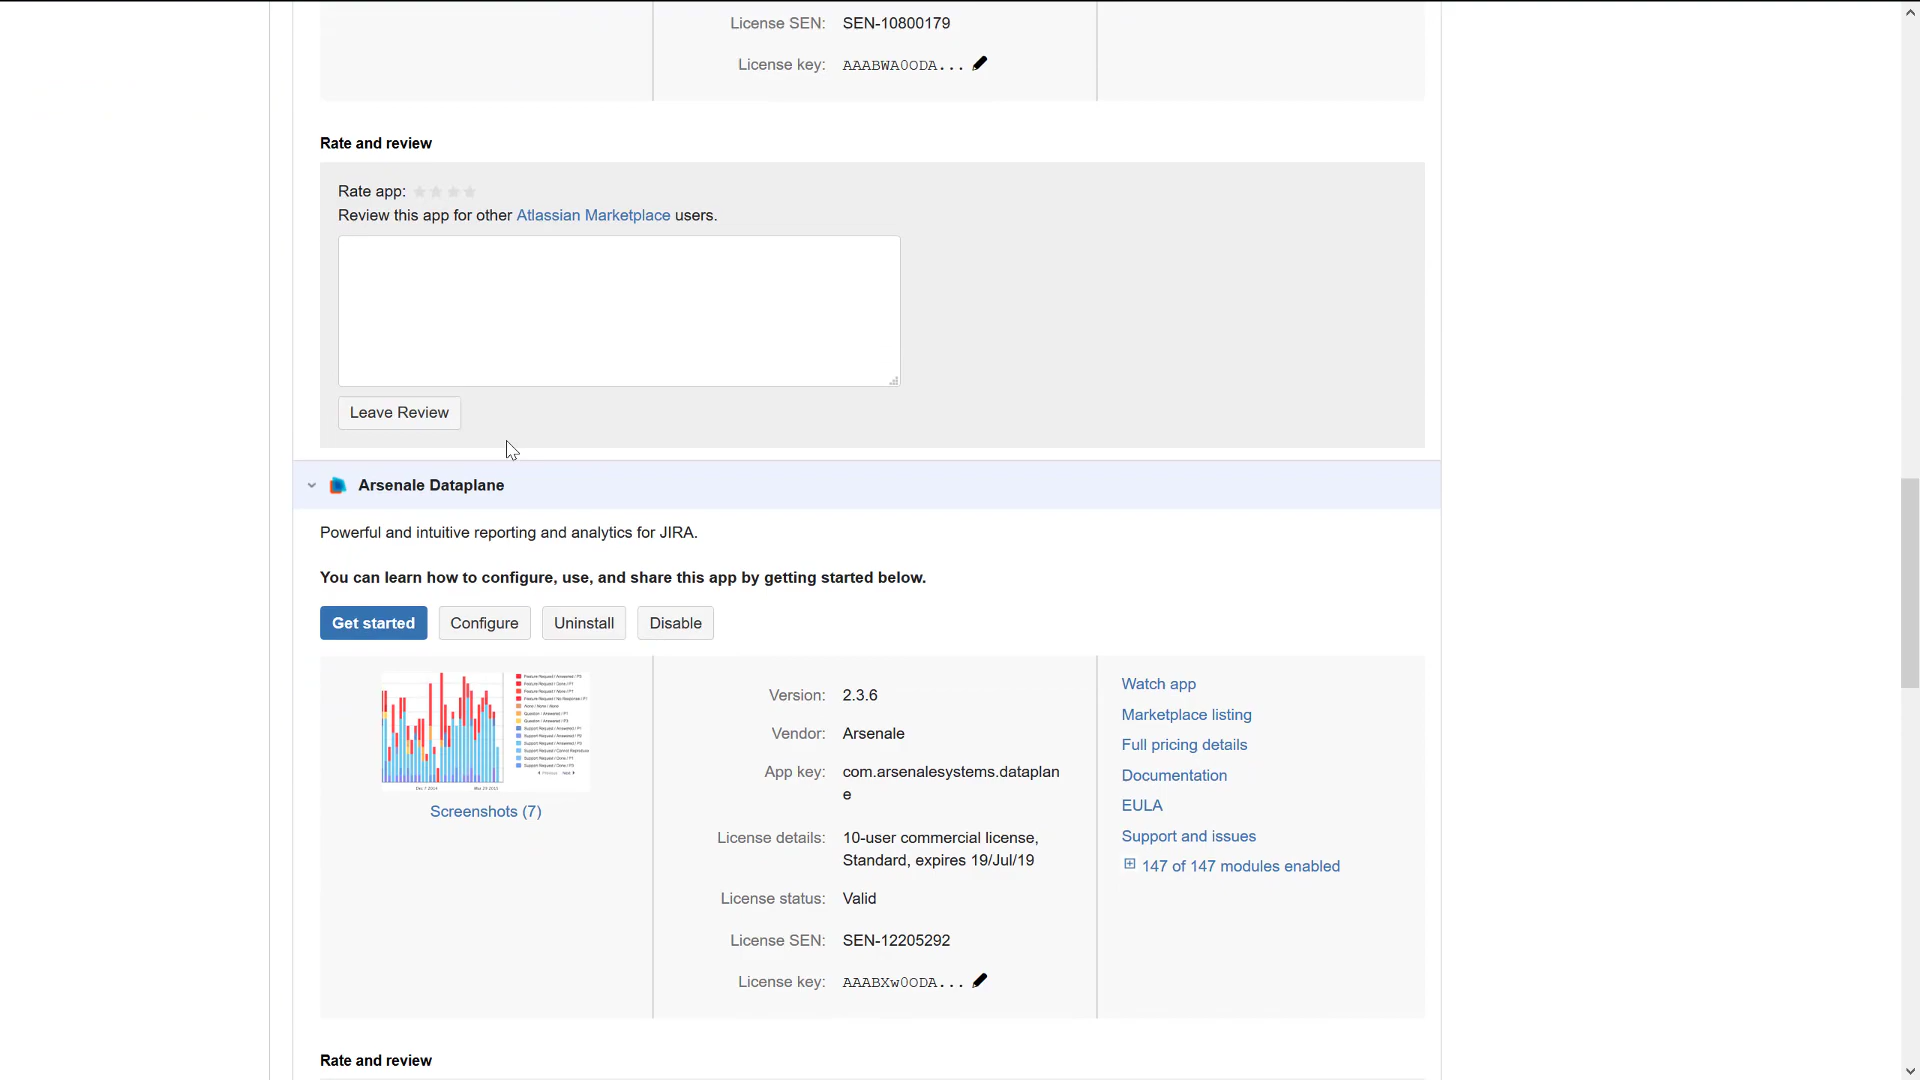 License SEN: SEN-10800179
License key: AAABWA0ODA...
Rate and review
Rate app:
Review this app for other Atlassian Marketplace users.
Leave Review
Arsenale Dataplane
Powerful and intuitive reporting and analytics for JIRA.
You can learn how to configure, use, and share this app by getting started below.
Get started Configure Uninstall Disable
Screenshots (7)
Version: 2.3.6
Vendor: Arsenale
App key: com.arsenalesystems.dataplan
e
License details: 10-user commercial license,
Standard, expires 19/Jul/19
License status: Valid
License SEN: SEN-12205292
License key: AAABXw0ODA...
Watch app
Marketplace listing
Full pricing details
Documentation
EULA
Support and issues
147 of 147 modules enabled
Rate and review